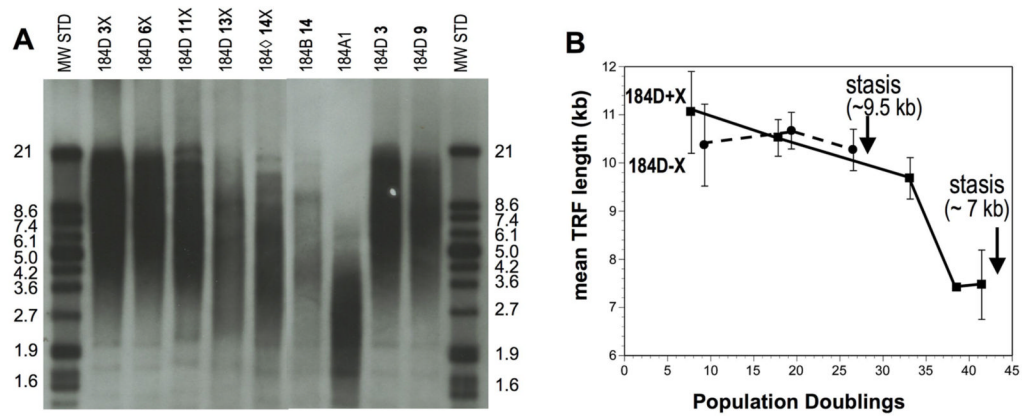 A
MW STD
184D 3X
184D 6X
184D 11X
184D 13X
184◊ 14X
184B 14
184A1
184D 3
184D 9
MW STD
21
8.6
7.4
6.1
5.0
4.2
3.6
2.7
1.9
1.6
21
8.6
7.4
6.1
5.0
4.2
3.6
2.7
1.9
1.6
B
mean TRF length (kb)
12
11
10
9
8
7
6
184D+X
184D-X
stasis
(~9.5 kb)
stasis
(~ 7 kb)
0 5 10 15 20 25 30 35 40 45
Population Doublings